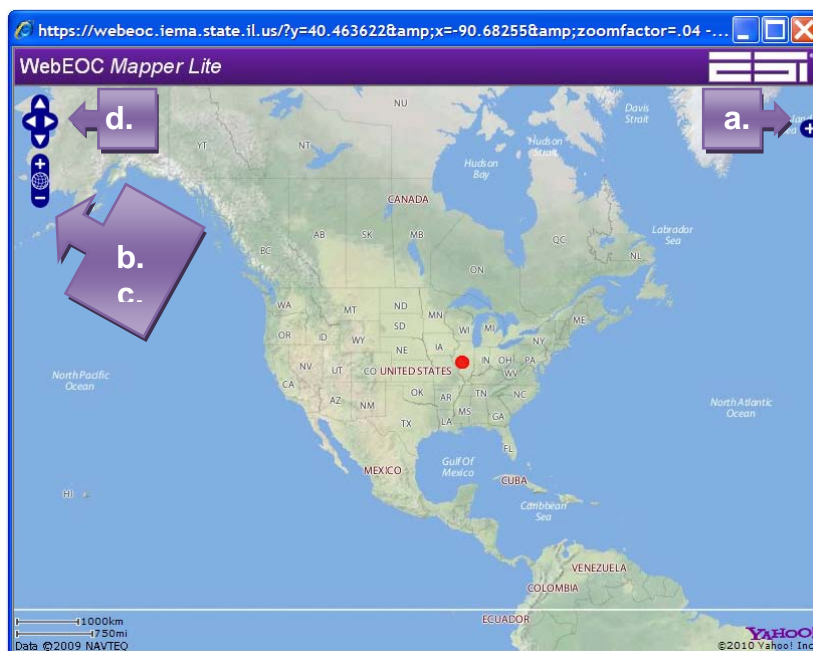 https://webeoc.iema.state.il.us/?y=40.463622&amp;x=-90.68255&amp;zoomfactor=.04 -...
WebEOC Mapper Lite
ESi
d.
a.
NU
Davis
Strait
YT
NT
Hudson
Bay
Hudson
Strait
CANADA
Labrador
Sea
b.
c.
BC
AB
SK
MB
ON
QC
NL
WA
MT
ND
MN
WI
MI
ME
OR
ID
WY
SD
IA
NY
NE
IN
OH
PA
WV
North Pacific
Ocean
NV
UT
CO
UNITED STATES
CA
AZ
NM
OK
AR
TN
NC
MS
GA
North Atlantic
Ocean
TX
LA
FL
Gulf Of
Mexico
MEXICO
CUBA
HI
Caribbean
Sea
VENEZUELA
COLOMBIA
ECUADOR
1000km
750mi
Data ©2009 NAVTEQ
YAHOO!
©2010 Yahoo! Inc